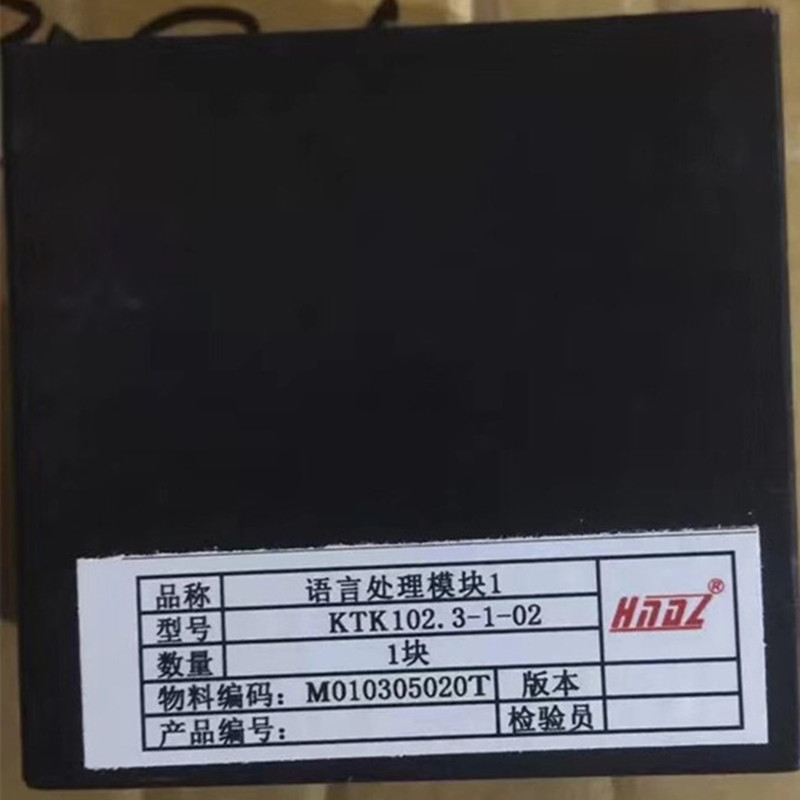 品称 语言处理模块1
型号 KTK102.3-1-02
HNDZ®
数量 1块
物料编码: M010305020T 版本
产品编号: 检验员